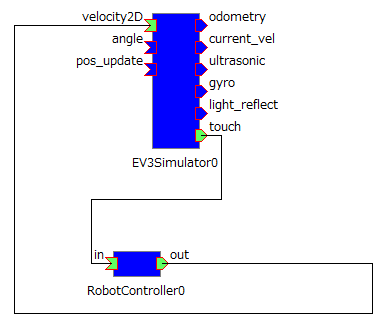 velocity2D
odometry
angle
current_vel
pos_update
ultrasonic
gyro
light_reflect
touch
EV3Simulator0
in
out
RobotController0